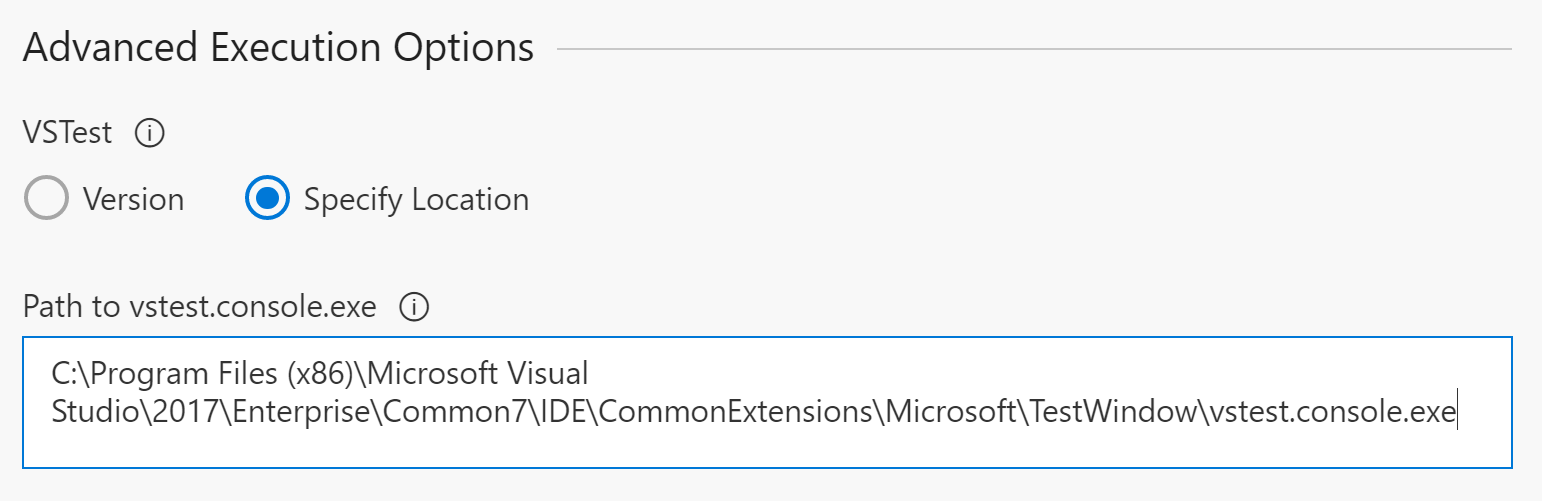 Advanced Execution Options
VSTest
Version Specify Location
Path to vstest.console.exe
C:\Program Files (x86)\Microsoft Visual
Studio\2017\Enterprise\Common7\IDE\CommonExtensions\Microsoft\TestWindow\vstest.console.exe